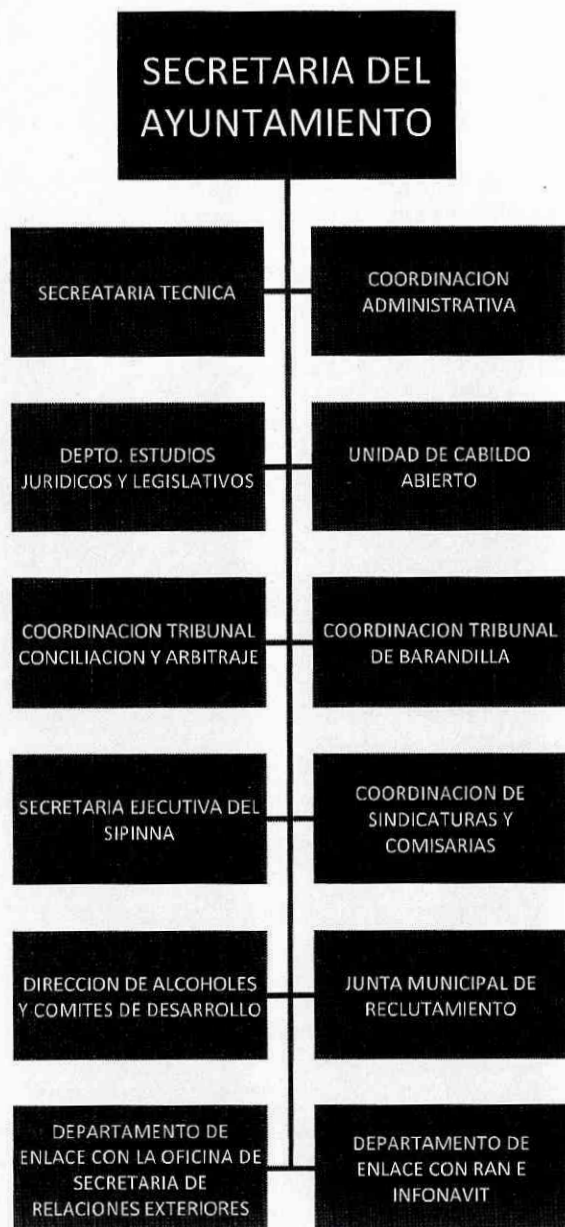 SECRETARIA DEL
AYUNTAMIENTO
SECREATARIA TECNICA
COORDINACION
ADMINISTRATIVA
DEPTO. ESTUDIOS
JURIDICOS Y LEGISLATIVOS
UNIDAD DE CABILDO
ABIERTO
COORDINACION TRIBUNAL
CONCILIACION Y ARBITRAJE
COORDINACION TRIBUNAL
DE BARANDILLA
SECRETARIA EJECUTIVA DEL
SIPINNA
COORDINACION DE
SINDICATURAS Y
COMISARIAS
DIRECCION DE ALCOHOLES
Y COMITES DE DESARROLLO
JUNTA MUNICIPAL DE
RECLUTAMIENTO
DEPARTAMENTO DE
ENLACE CON LA OFICINA DE
SECRETARIA DE
RELACIONES EXTERIORES
DEPARTAMENTO DE
ENLACE CON RAN E
INFONAVIT